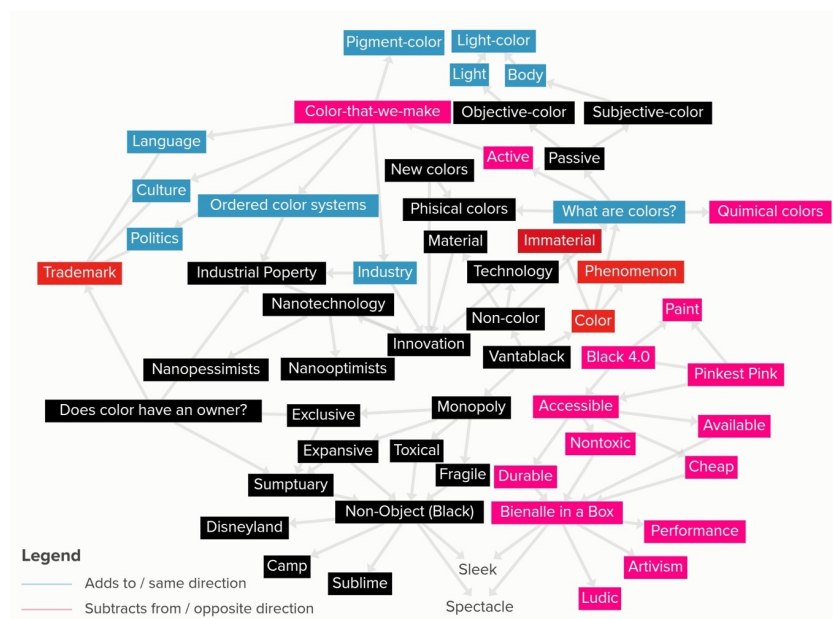 Pigment-color
Light-color
Light
Body
Color-that-we-make
Objective-color
Subjective-color
Language
Active
Passive
New colors
Culture
Ordered color systems
Phisical colors
What are colors?
Quimical colors
Politics
Material
Immaterial
Trademark
Industrial Poperty
Industry
Technology
Phenomenon
Nanotechnology
Paint
Non-color
Color
Innovation
Vantablack
Black 4.0
Nanopessimists
Nanooptimists
Pinkest Pink
Does color have an owner?
Exclusive
Monopoly
Accessible
Available
Expansive
Toxical
Nontoxic
Fragile
Durable
Cheap
Sumptuary
Non-Object (Black)
Bienalle in a Box
Disneyland
Performance
Camp
Sublime
Sleek
Artivism
Spectacle
Ludic
Legend
Adds to / same direction
Subtracts from / opposite direction